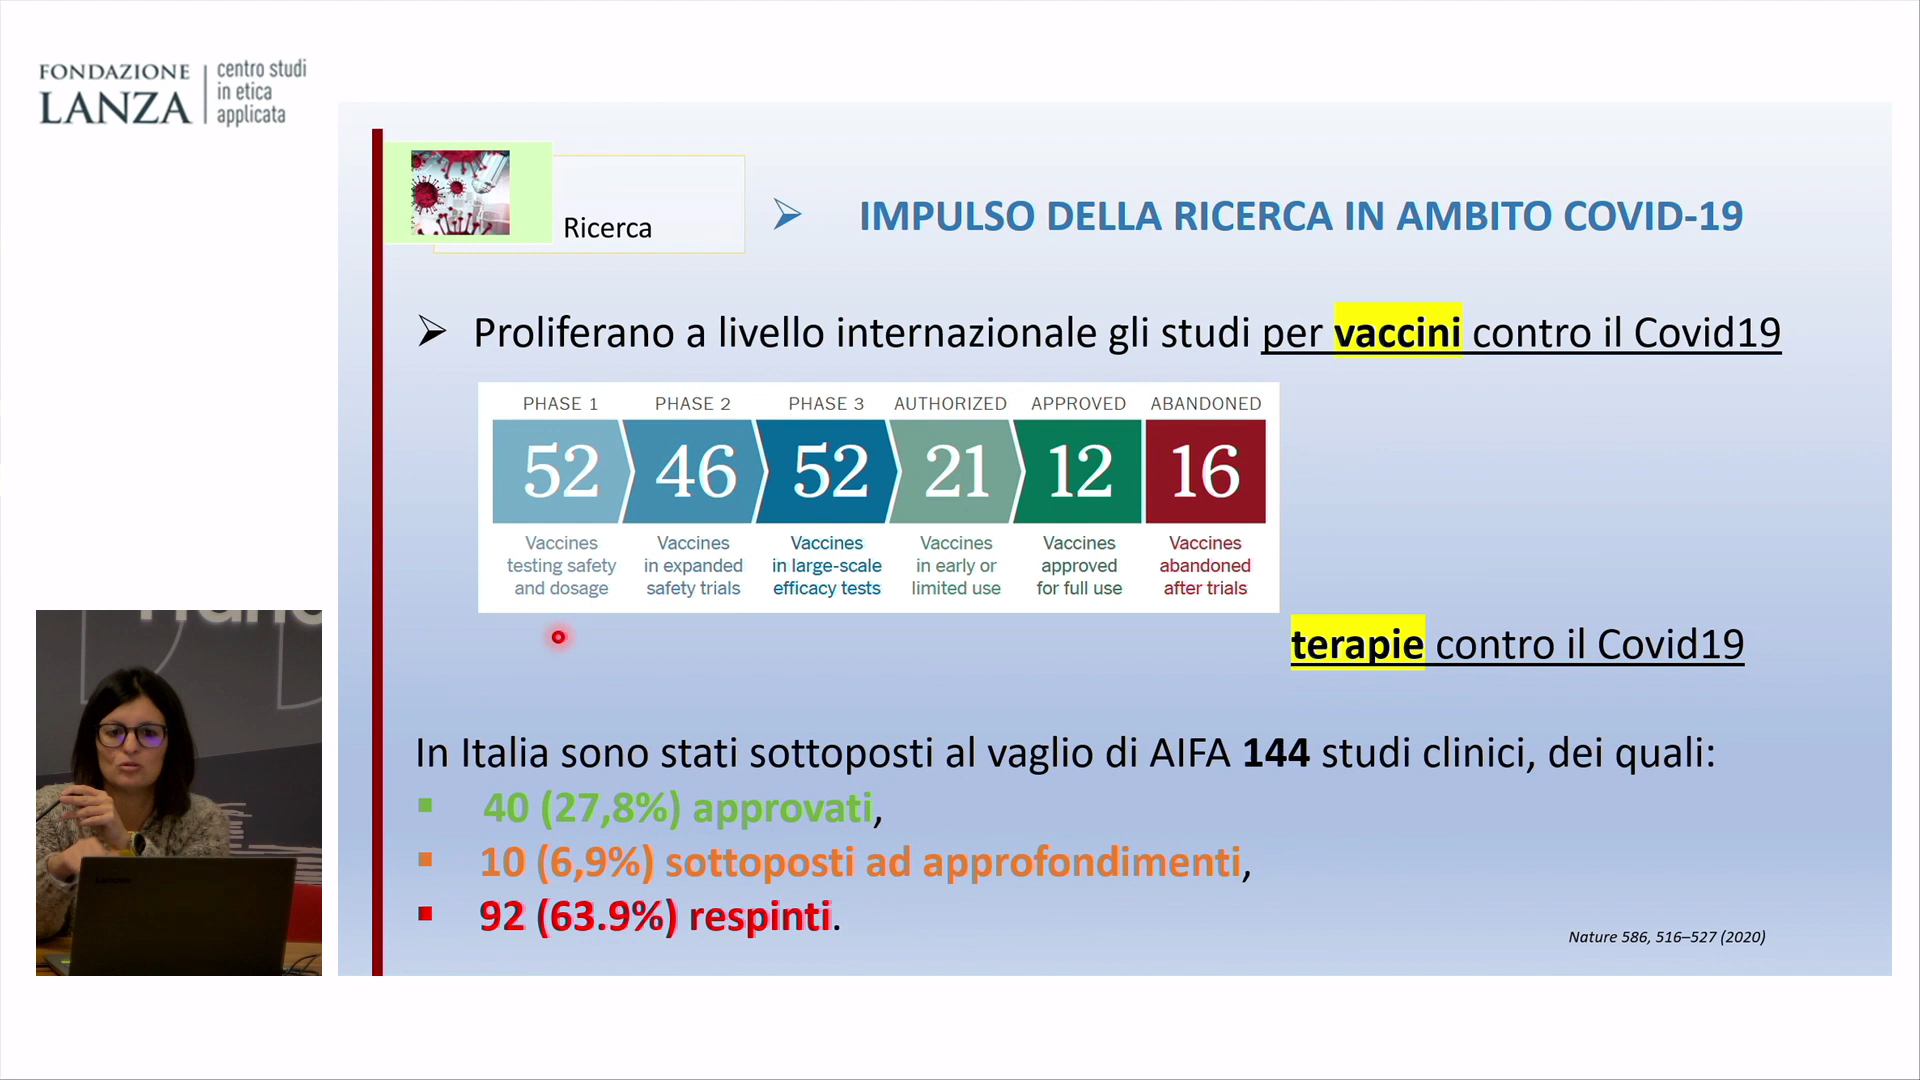 FONDAZIONE
LANZA
centro studi
in etica
applicata
Ricerca
➢ IMPULSO DELLA RICERCA IN AMBITO COVID-19
➢ Proliferano a livello internazionale gli studi per vaccini contro il Covid19
PHASE 1 PHASE 2 PHASE 3 AUTHORIZED APPROVED ABANDONED
52 46 52 21 12 16
Vaccines Vaccines Vaccines Vaccines Vaccines Vaccines
testing safety in expanded in large-scale in early or approved abandoned
and dosage safety trials efficacy tests limited use for full use after trials
terapie contro il Covid19
In Italia sono stati sottoposti al vaglio di AIFA 144 studi clinici, dei quali:
▪ 40 (27,8%) approvati,
▪ 10 (6,9%) sottoposti ad approfondimenti,
▪ 92 (63.9%) respinti.
Nature 586, 516–527 (2020)
Lenovo